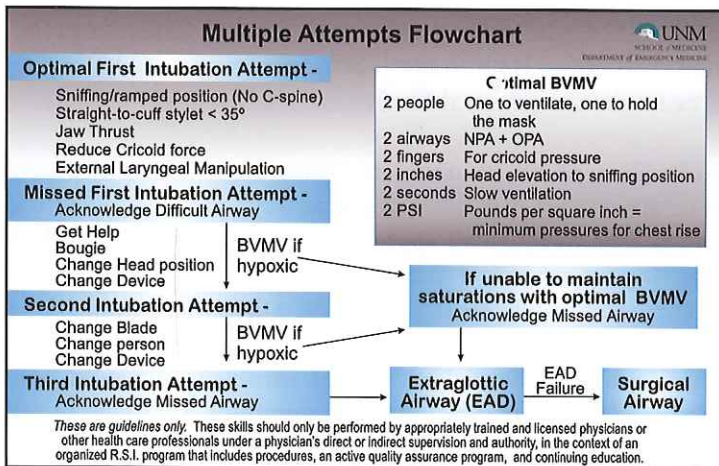 Multiple Attempts Flowchart
UNM
SCHOOL of MEDICINE
DEPARTMENT of EMERGENCY MEDICINE
Optimal First Intubation Attempt -
Sniffing/ramped position (No C-spine)
Straight-to-cuff stylet < 35º
Jaw Thrust
Reduce Cricoid force
External Laryngeal Manipulation
Optimal BVMV
2 people One to ventilate, one to hold
the mask
2 airways NPA + OPA
2 fingers For cricoid pressure
2 inches Head elevation to sniffing position
2 seconds Slow ventilation
2 PSI Pounds per square inch =
minimum pressures for chest rise
Missed First Intubation Attempt -
Acknowledge Difficult Airway
Get Help
Bougie
Change Head position
Change Device
BVMV if
hypoxic
If unable to maintain
saturations with optimal BVMV
Acknowledge Missed Airway
Second Intubation Attempt -
Change Blade
Change person
Change Device
BVMV if
hypoxic
Third Intubation Attempt -
Acknowledge Missed Airway
Extraglottic
Airway (EAD)
EAD
Failure
Surgical
Airway
These are guidelines only. These skills should only be performed by appropriately trained and licensed physicians or
other health care professionals under a physician's direct or indirect supervision and authority, in the context of an
organized R.S.I. program that includes procedures, an active quality assurance program, and continuing education.